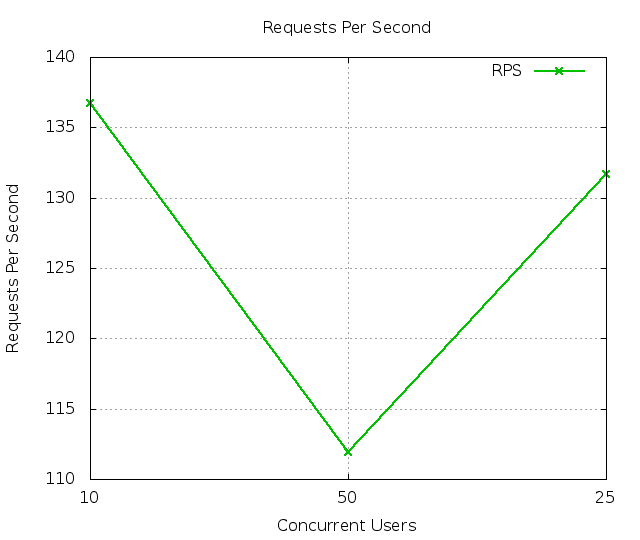 Requests Per Second
RPS
140
135
130
125
120
115
110
Requests Per Second
10 50 25
Concurrent Users